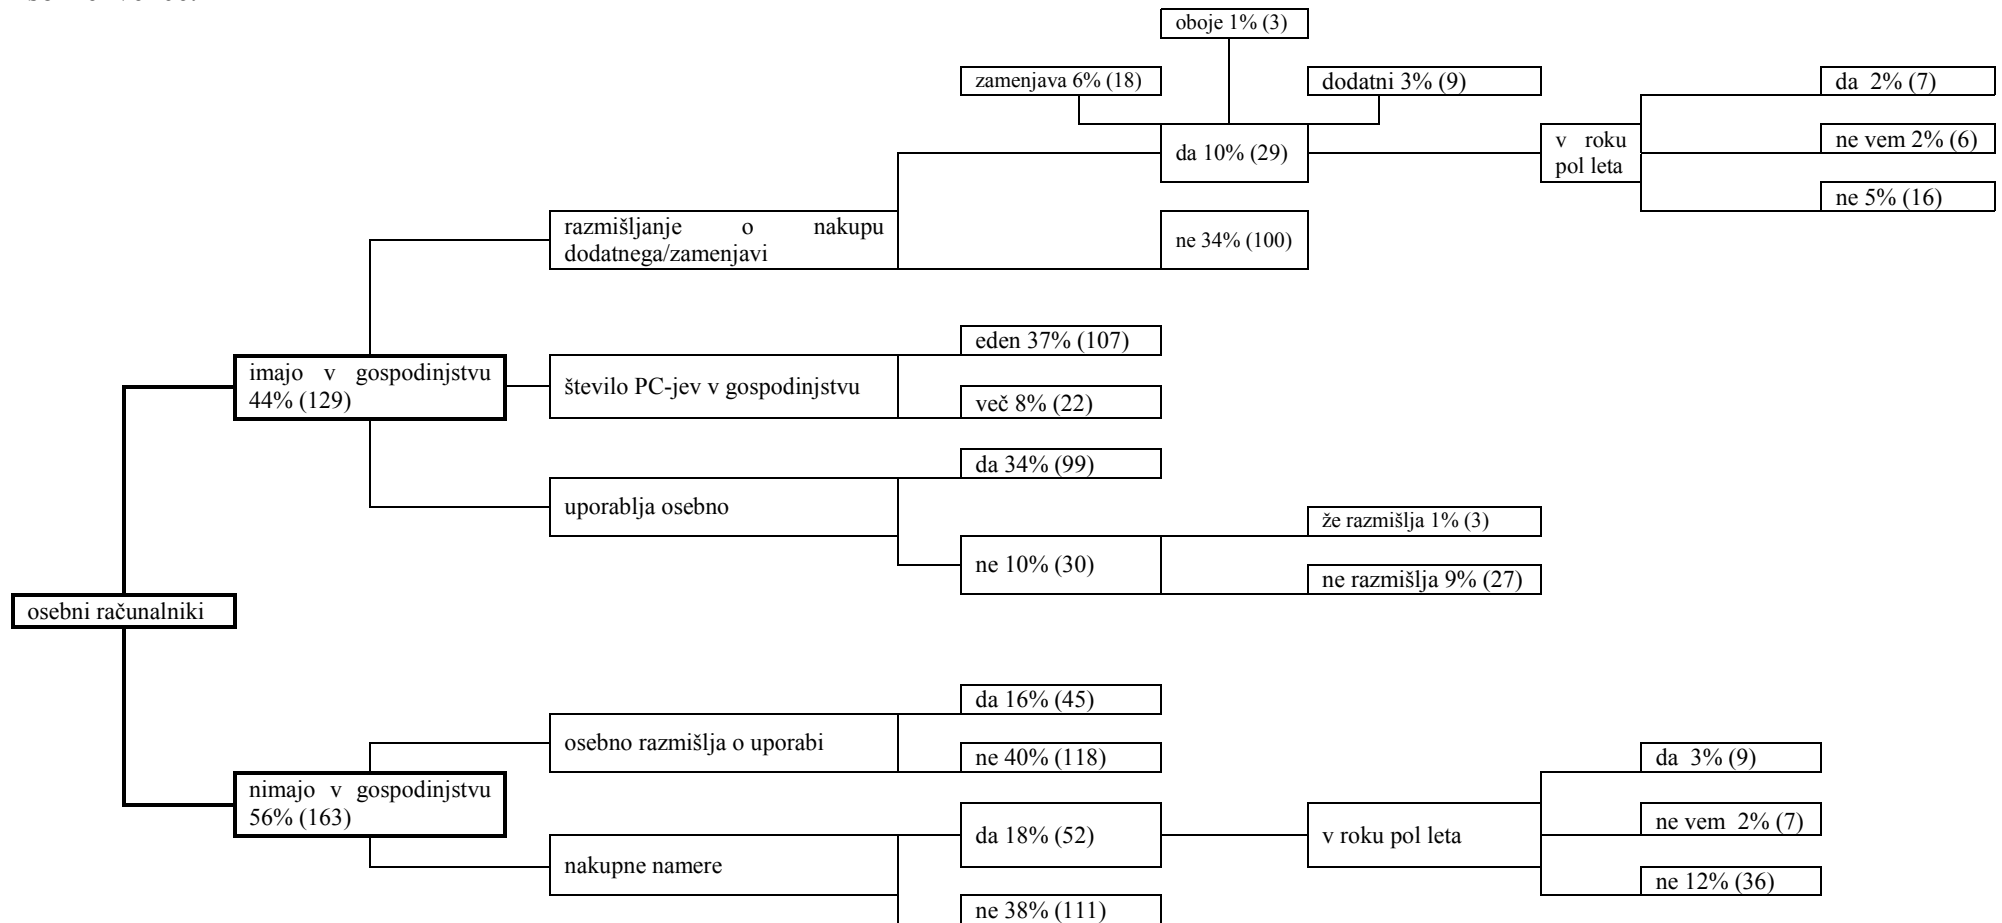 oboje 1% (3)
zamenjava 6% (18)
dodatni 3% (9)
da 2% (7)
da 10% (29)
v roku
pol leta
ne vem 2% (6)
ne 5% (16)
razmišljanje o nakupu
dodatnega/zamenjavi
ne 34% (100)
eden 37% (107)
imajo v gospodinjstvu
44% (129)
število PC-jev v gospodinjstvu
več 8% (22)
da 34% (99)
uporablja osebno
že razmišlja 1% (3)
ne 10% (30)
ne razmišlja 9% (27)
osebni računalniki
da 16% (45)
osebno razmišlja o uporabi
ne 40% (118)
da 3% (9)
nimajo v gospodinjstvu
56% (163)
da 18% (52)
v roku pol leta
ne vem 2% (7)
nakupne namere
ne 12% (36)
ne 38% (111)